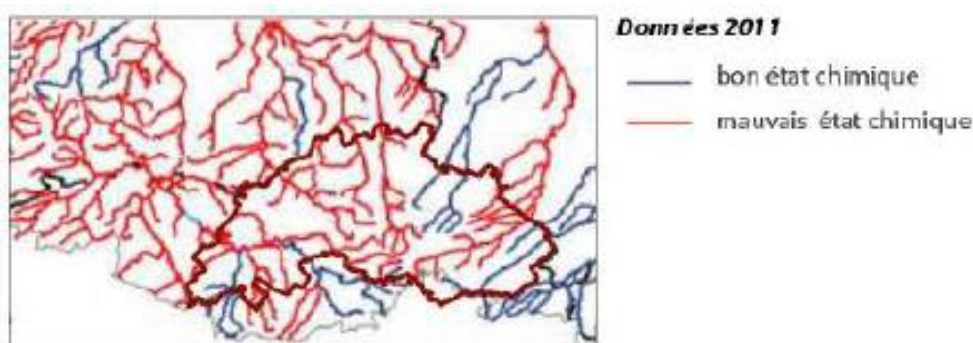 Données 2011
bon état chimique
mauvais état chimique